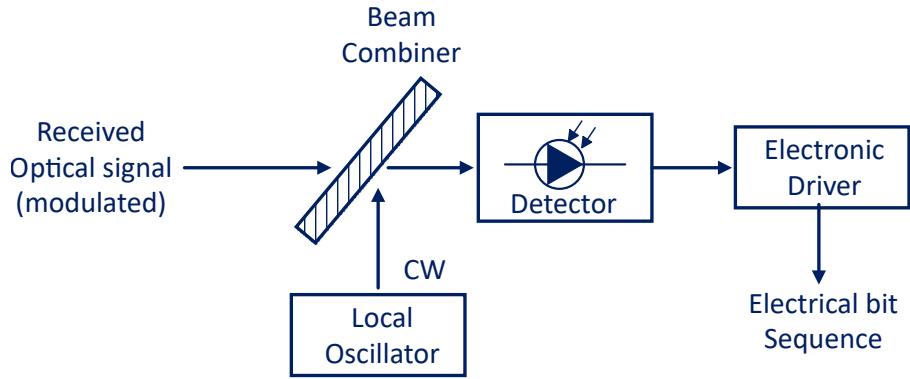 Beam
Combiner
Received
Optical signal
(modulated)
Detector
Electronic
Driver
CW
Local
Oscillator
Electrical bit
Sequence